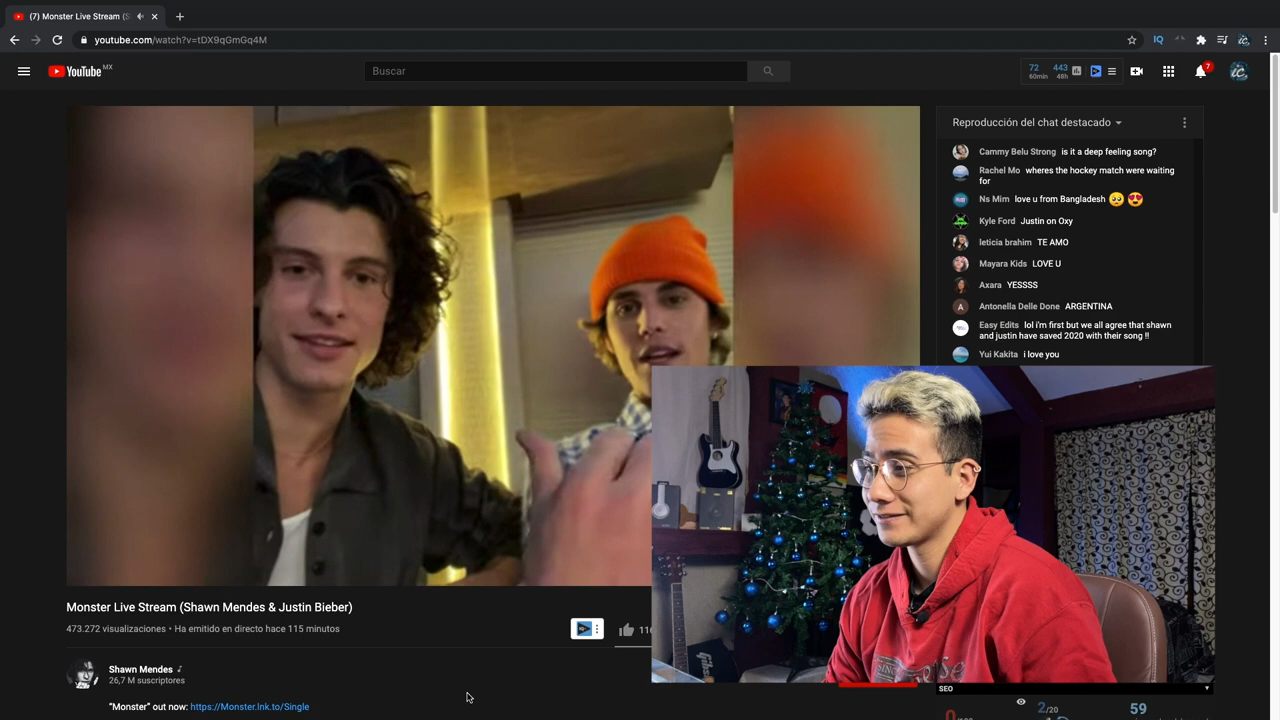 (7) Monster Live Stream (S
youtube.com/watch?v=tDX9qGmGq4M
IQ
YouTube MX
Buscar
72
60min
443
48h
7
ic.
Reproducción del chat destacado
Cammy Belu Strong is it a deep feeling song?
Rachel Mo wheres the hockey match were waiting
for
Ns Mim love u from Bangladesh 🥺 😍
Kyle Ford Justin on Oxy
leticia brahim TE AMO
Mayara Kids LOVE U
Axara YESSSS
A Antonella Delle Done ARGENTINA
Easy Edits lol i'm first but we all agree that shawn
and justin have saved 2020 with their song !!
Yui Kakita i love you
Monster Live Stream (Shawn Mendes & Justin Bieber)
473.272 visualizaciones • Ha emitido en directo hace 115 minutos
Shawn Mendes
26,7 M suscriptores
"Monster" out now: https://Monster.lnk.to/Single
Gibson
SEO
2/20
59